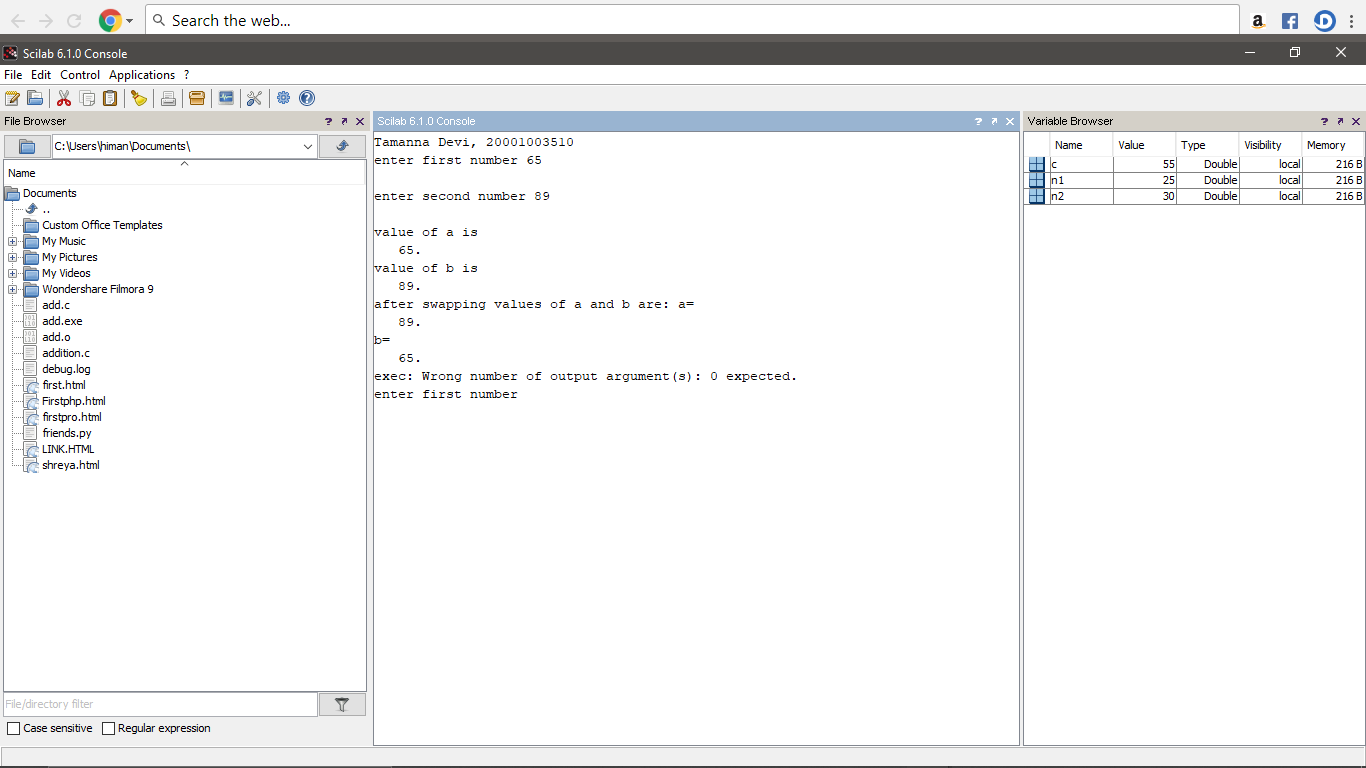 Search the web...
a
f
D
Scilab 6.1.0 Console
File Edit Control Applications ?
File Browser
C:\Users\himan\Documents\
Name
Documents
..
Custom Office Templates
My Music
My Pictures
My Videos
Wondershare Filmora 9
add.c
add.exe
add.o
addition.c
debug.log
first.html
Firstphp.html
firstpro.html
friends.py
LINK.HTML
shreya.html
File/directory filter
Case sensitive Regular expression
Scilab 6.1.0 Console
Tamanna Devi, 20001003510
enter first number 65
enter second number 89
value of a is
65.
value of b is
89.
after swapping values of a and b are: a=
89.
b=
65.
exec: Wrong number of output argument(s): 0 expected.
enter first number
Variable Browser
Name Value Type Visibility Memory
c 55 Double local 216 B
n1 25 Double local 216 B
n2 30 Double local 216 B